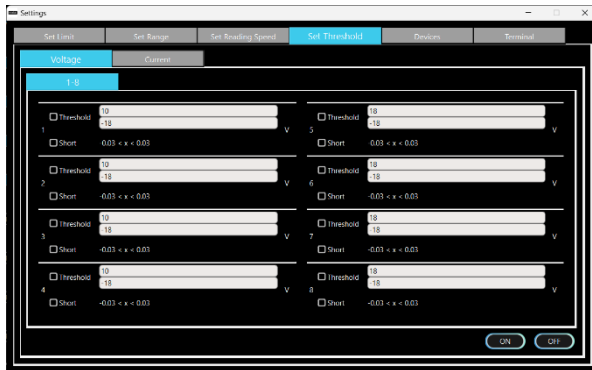 Settings
Set Limit
Set Range
Set Reading Speed
Set Threshold
Devices
Terminal
Voltage
Current
1-8
1
Threshold
10
-18
V
Short
-0.03 < x < 0.03
2
Threshold
10
-18
V
Short
-0.03 < x < 0.03
3
Threshold
10
-18
V
Short
-0.03 < x < 0.03
4
Threshold
10
-18
V
Short
-0.03 < x < 0.03
5
Threshold
18
-18
V
Short
-0.03 < x < 0.03
6
Threshold
18
-18
V
Short
-0.03 < x < 0.03
7
Threshold
18
-18
V
Short
-0.03 < x < 0.03
8
Threshold
18
-18
V
Short
-0.03 < x < 0.03
ON
OFF